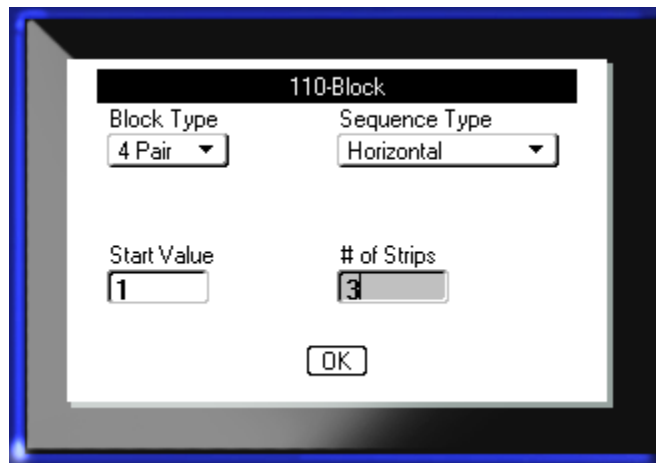 110-Block
Block Type Sequence Type
4 Pair Horizontal
Start Value # of Strips
1 3
OK